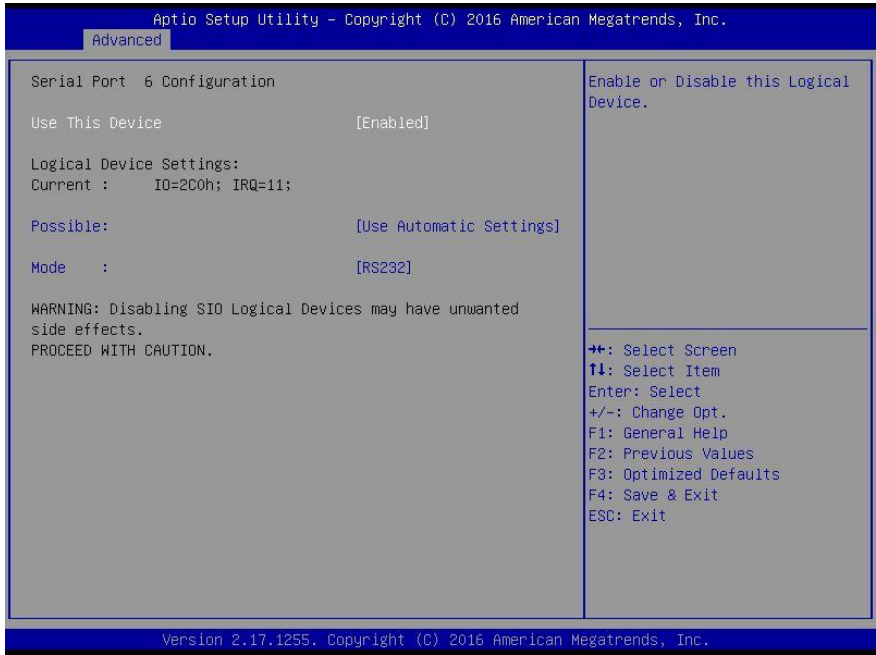 Aptio Setup Utility – Copyright (C) 2016 American Megatrends, Inc.
Advanced
Serial Port  6 Configuration
Use This Device [Enabled]
Logical Device Settings:
Current : IO=2C0h; IRQ=11;
Possible: [Use Automatic Settings]
Mode : [RS232]
WARNING: Disabling SIO Logical Devices may have unwanted
side effects.
PROCEED WITH CAUTION.
Enable or Disable this Logical
Device.
→←: Select Screen
↑↓: Select Item
Enter: Select
+/-: Change Opt.
F1: General Help
F2: Previous Values
F3: Optimized Defaults
F4: Save & Exit
ESC: Exit
Version 2.17.1255. Copyright (C) 2016 American Megatrends, Inc.